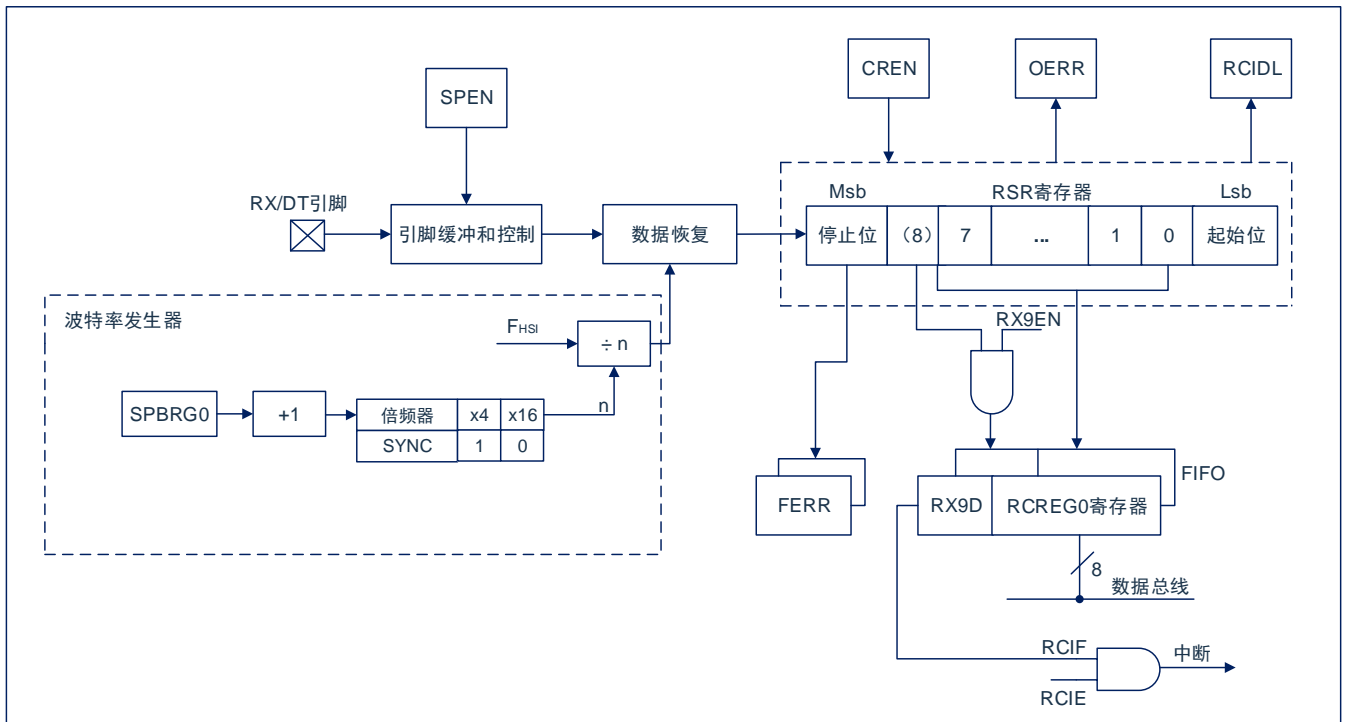 CREN
OERR
RCIDL
SPEN
Msb
RSR寄存器
Lsb
RX/DT引脚
引脚缓冲和控制
数据恢复
停止位
（8）
7
...
1
0
起始位
波特率发生器
FHSI
÷ n
RX9EN
SPBRG0
+1
倍频器
x4
x16
n
SYNC
1
0
FIFO
FERR
RX9D
RCREG0寄存器
8
数据总线
RCIF
中断
RCIE